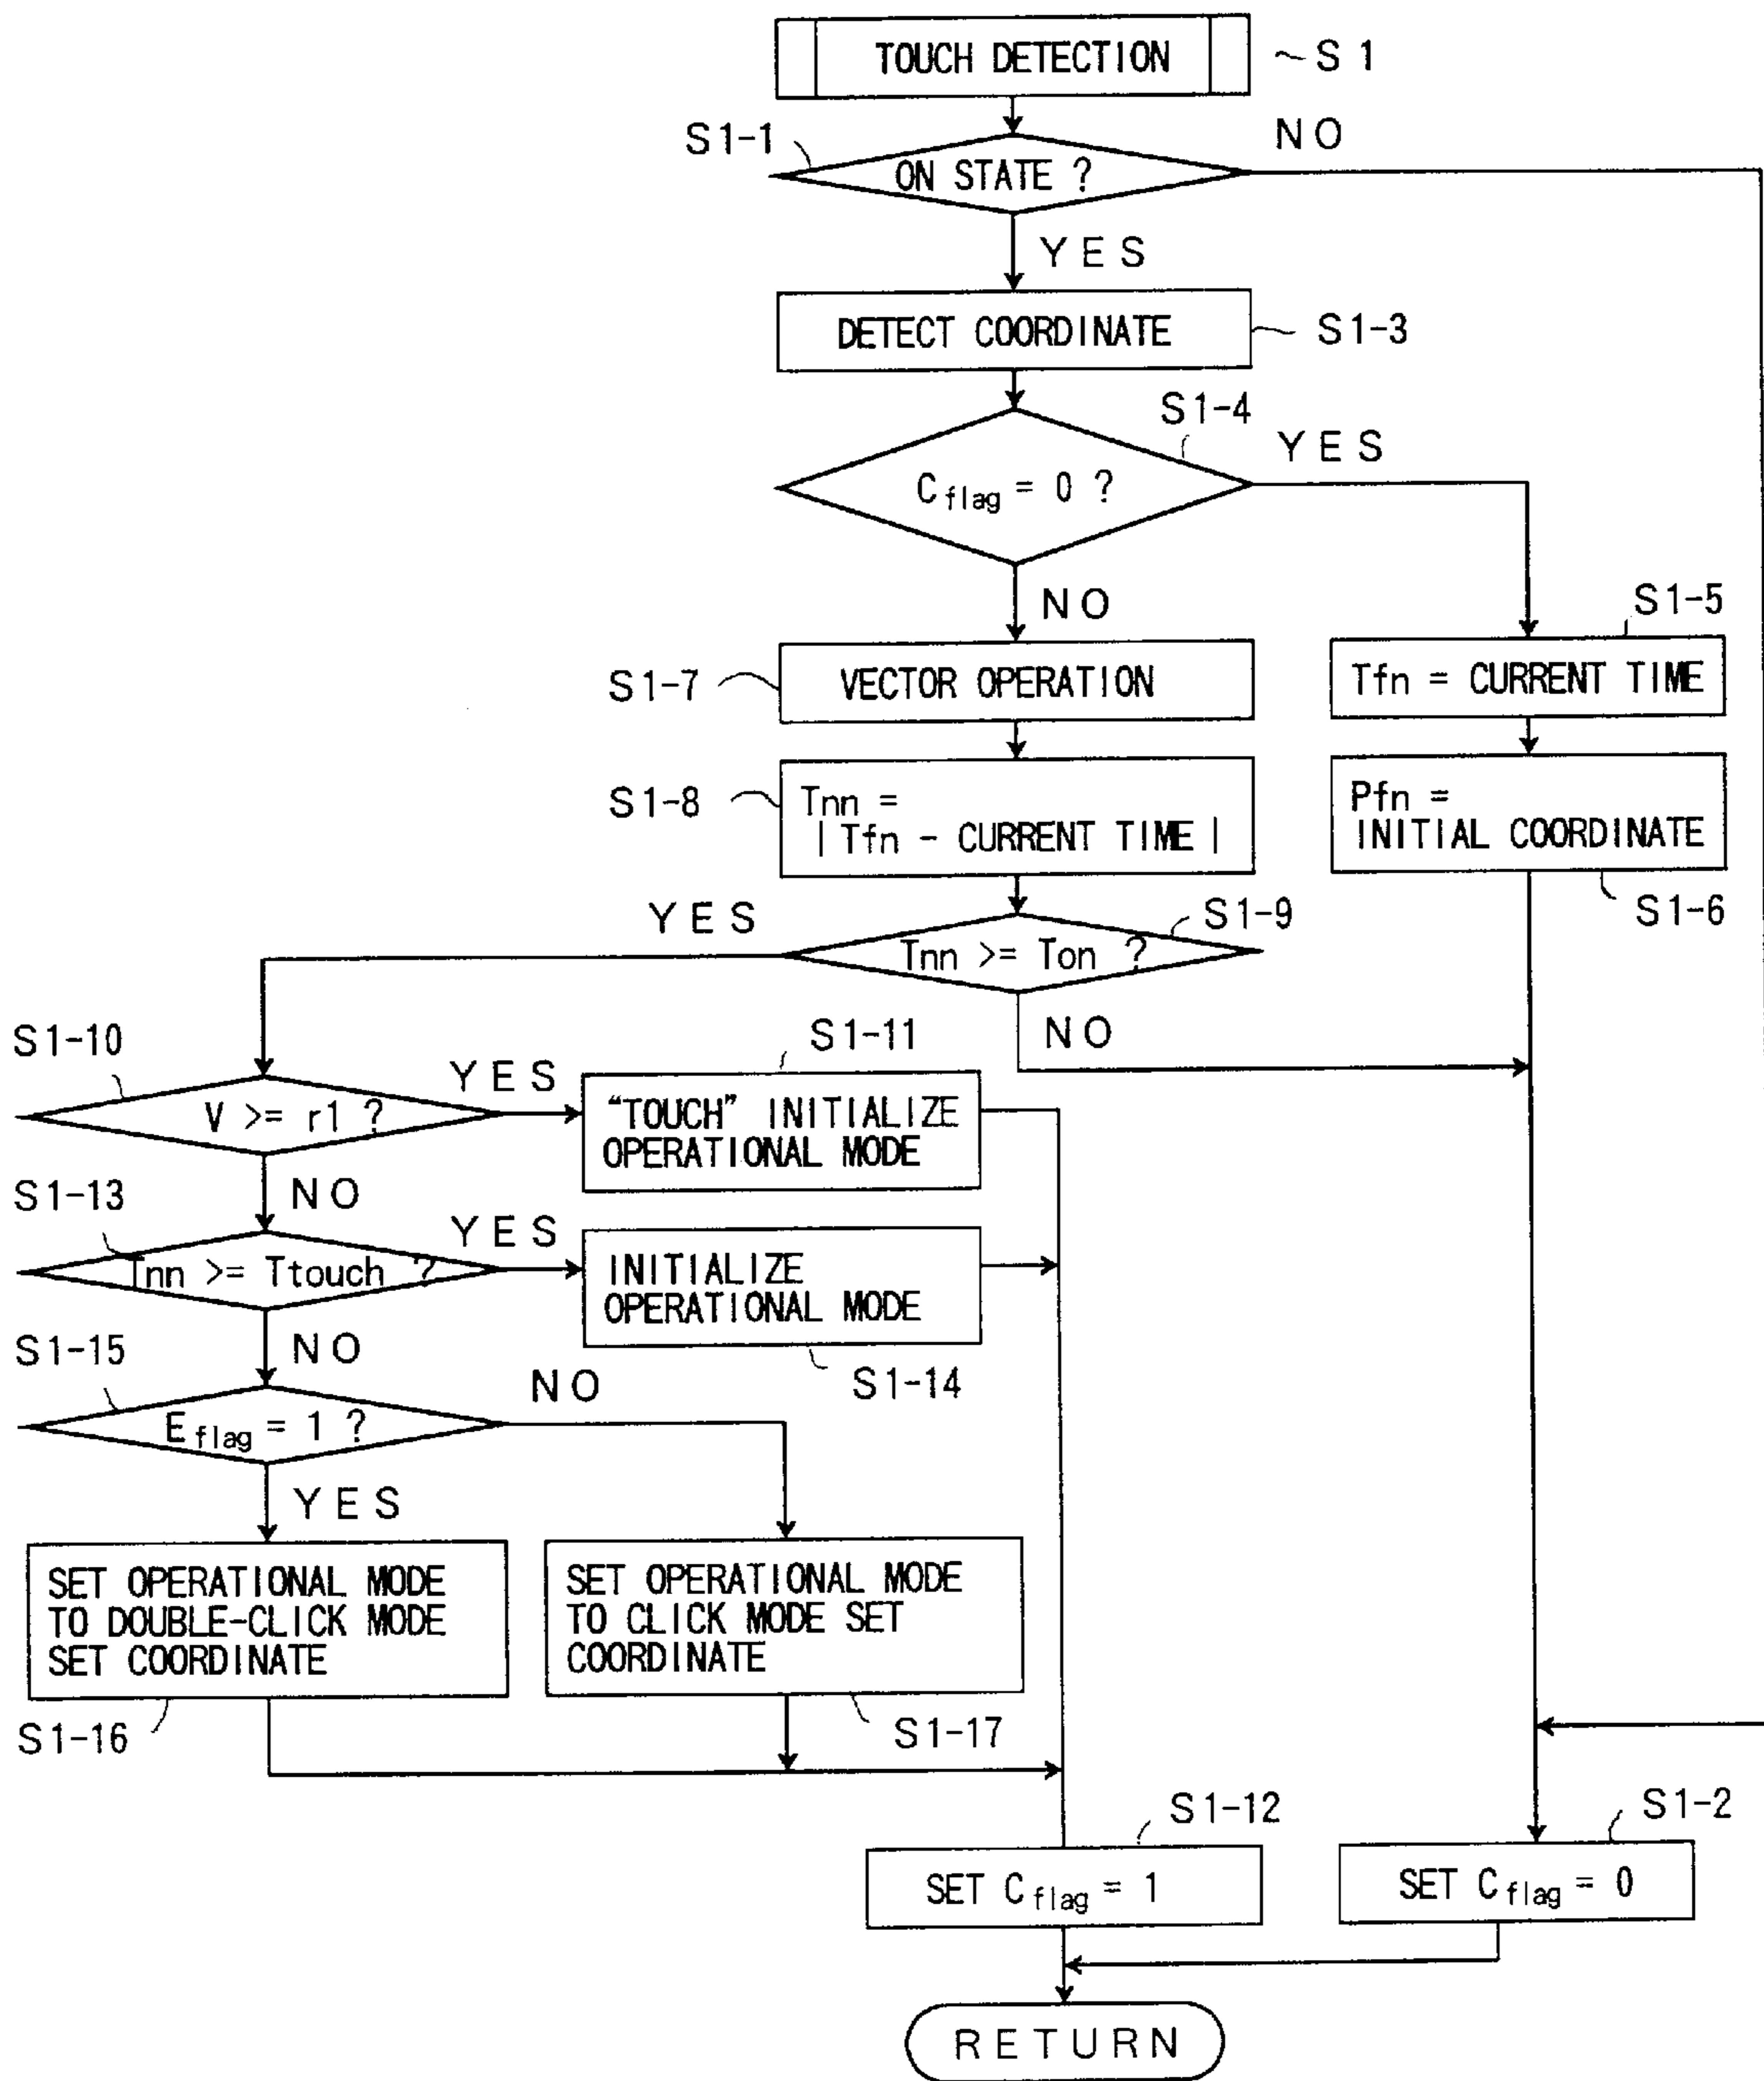 TOUCH DETECTION
~S1
S1-1
NO
ON STATE ?
YES
DETECT COORDINATE
S1-3
S1-4
YES
Cflag = 0 ?
NO
S1-5
S1-7
VECTOR OPERATION
Tfn = CURRENT TIME
S1-8
Tnn =
| Tfn - CURRENT TIME |
Pfn =
INITIAL COORDINATE
YES
S1-9
S1-6
Tnn >= Ton ?
NO
S1-10
YES
S1-11
V >= r1 ?
“TOUCH” INITIALIZE
OPERATIONAL MODE
S1-13
NO
YES
Tnn >= Ttouch ?
INITIALIZE
OPERATIONAL MODE
S1-15
NO
NO
S1-14
Eflag = 1 ?
YES
SET OPERATIONAL MODE
TO DOUBLE-CLICK MODE
SET COORDINATE
SET OPERATIONAL MODE
TO CLICK MODE SET
COORDINATE
S1-16
S1-17
S1-12
S1-2
SET Cflag = 1
SET Cflag = 0
RETURN